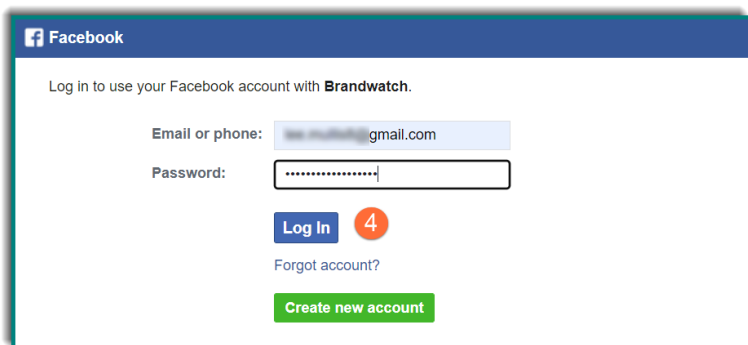 Facebook
Log in to use your Facebook account with Brandwatch.
Email or phone: gmail.com
Password: ••••••••••••••••••
Log In 4
Forgot account?
Create new account